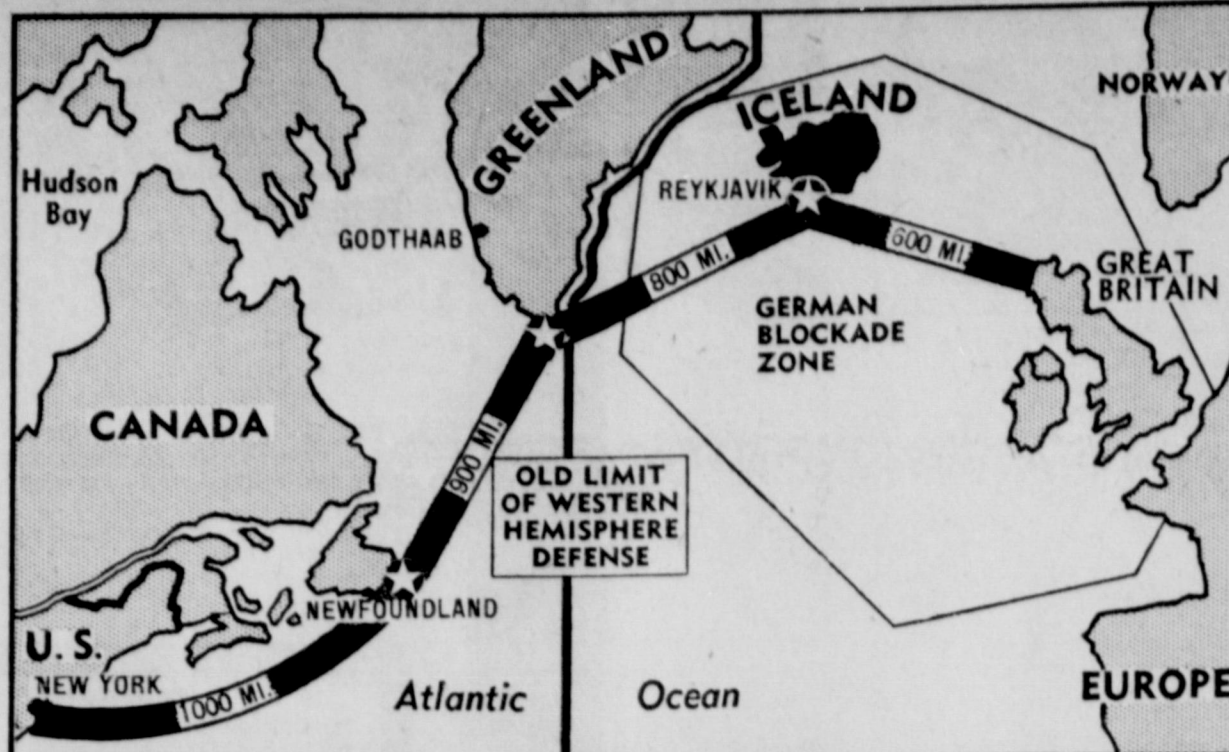 GREENLAND
ICELAND
NORWAY
Hudson
Bay
REYKJAVIK
GODTHAAB
800 MI.
600 MI.
GREAT
BRITAIN
GERMAN
BLOCKADE
ZONE
CANADA
900 MI.
OLD LIMIT
OF WESTERN
HEMISPHERE
DEFENSE
NEWFOUNDLAND
U. S.
NEW YORK
1000 MI.
Atlantic Ocean
EUROPE